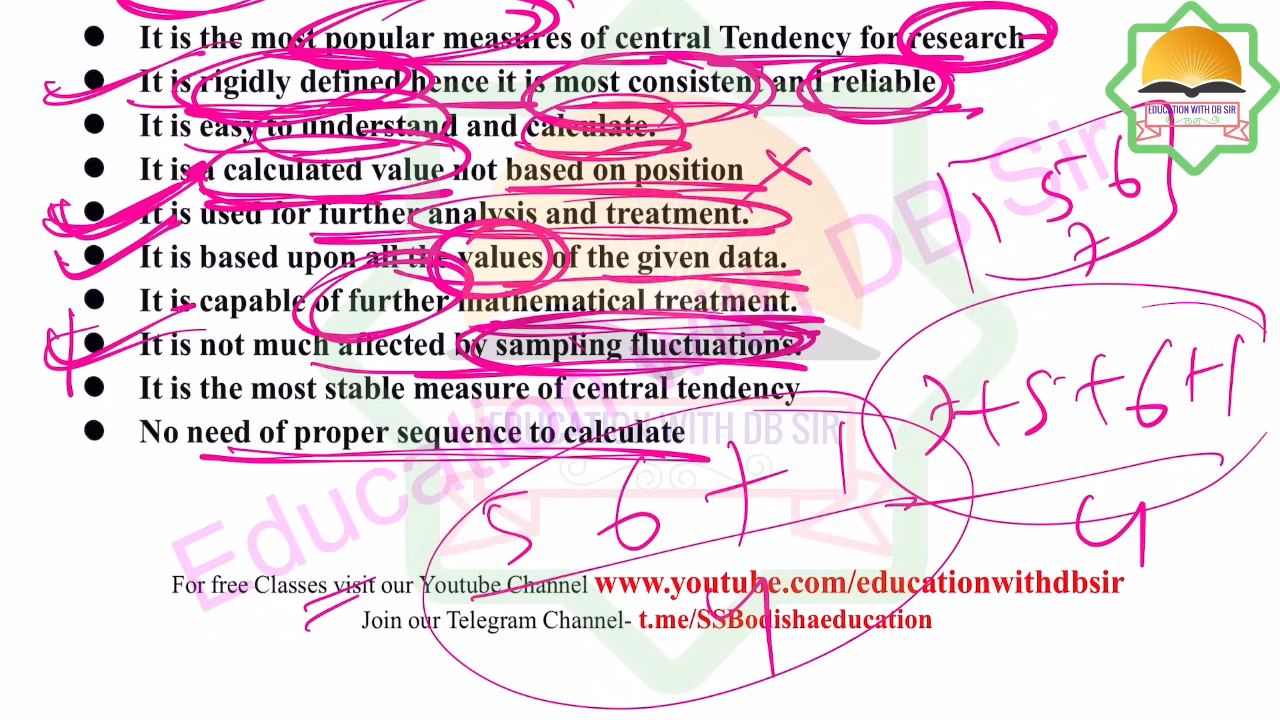 It is the most popular measures of central Tendency for research
EDUCATION WITH DB SIR
It is rigidly defined hence it is most consistent and reliable
It is easy to understand and calculate.
It is a calculated value not based on position
It is used for further analysis and treatment.
1 5 6
7
It is based upon all the values of the given data.
It is capable of further mathematical treatment.
It is not much affected by sampling fluctuations.
It is the most stable measure of central tendency
7+5+6+1
4
EDUCATION WITH DB SIR
No need of proper sequence to calculate
5 6 + 1
4
Education with DB Sir
For free Classes visit our Youtube Channel www.youtube.com/educationwithdbsir
Join our Telegram Channel- t.me/SSBodishaeducation